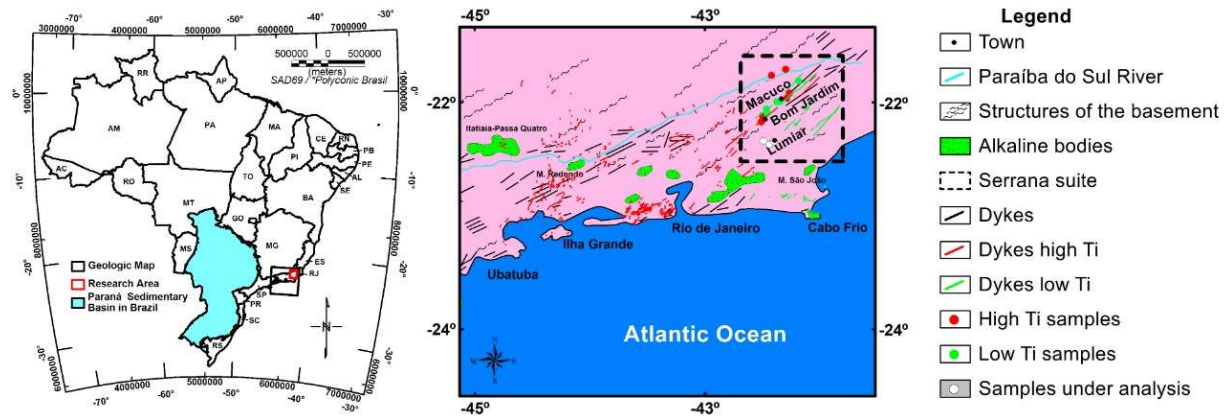 -70°
-60°
-50°
-40°
3000000
4000000
5000000
6000000
7000000
500000 0 500000
(meters)
SAD69 / *Polyconic Brasil
0°
10000000
0°
-10°
-10°
9000000
8000000
-20°
-20°
-30°
-30°
6000000
RR
AP
AM
PA
MA
CE
RN
PB
PE
AL
SE
PI
AC
RO
TO
BA
MT
GO
MG
MS
ES
RJ
SP
PR
SC
RS
Geologic Map
Research Area
Paraná Sedimentary
Basin in Brazil
N
4000000
5000000
6000000
7000000
-70°
-60°
-50°
-40°
-45°
-43°
-22°
-22°
-24°
-24°
-45°
-43°
Macuco
Bom Jardim
Lumiar
Itatiaia-Passa Quatro
M. Redondo
M. São João
Rio de Janeiro
Cabo Frio
Ilha Grande
Ubatuba
Atlantic Ocean
N
W
E
S
Legend
Town
Paraíba do Sul River
Structures of the basement
Alkaline bodies
Serrana suite
Dykes
Dykes high Ti
Dykes low Ti
High Ti samples
Low Ti samples
Samples under analysis